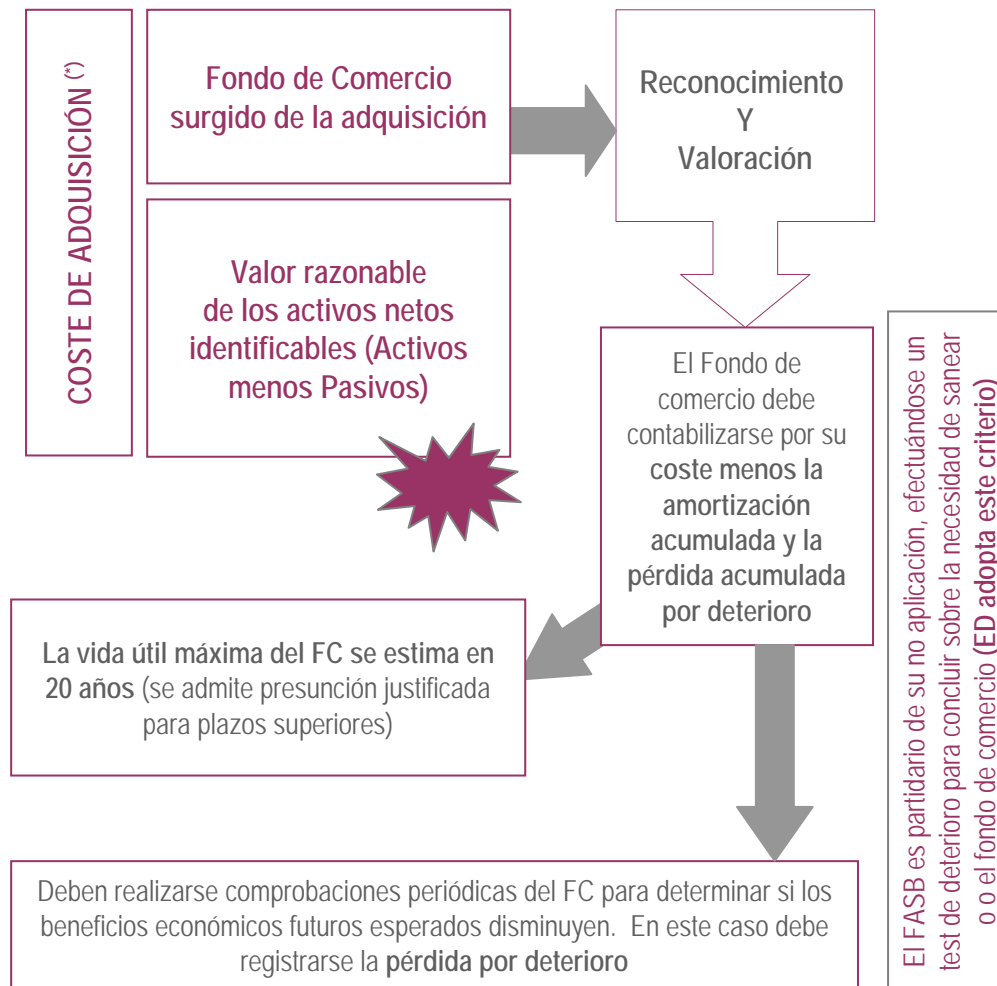 COSTE DE ADQUISICIÓN (*)
Fondo de Comercio
surgido de la adquisición
Reconocimiento
Y
Valoración
Valor razonable
de los activos netos
identificables (Activos
menos Pasivos)
El Fondo de
comercio debe
contabilizarse por su
coste menos la
amortización
acumulada y la
pérdida acumulada
por deterioro
La vida útil máxima del FC se estima en
20 años (se admite presunción justificada
para plazos superiores)
Deben realizarse comprobaciones periódicas del FC para determinar si los
beneficios económicos futuros esperados disminuyen. En este caso debe
registrarse la pérdida por deterioro
El FASB es partidario de su no aplicación, efectuándose un
test de deterioro para concluir sobre la necesidad de sanear
o o el fondo de comercio (ED adopta este criterio)